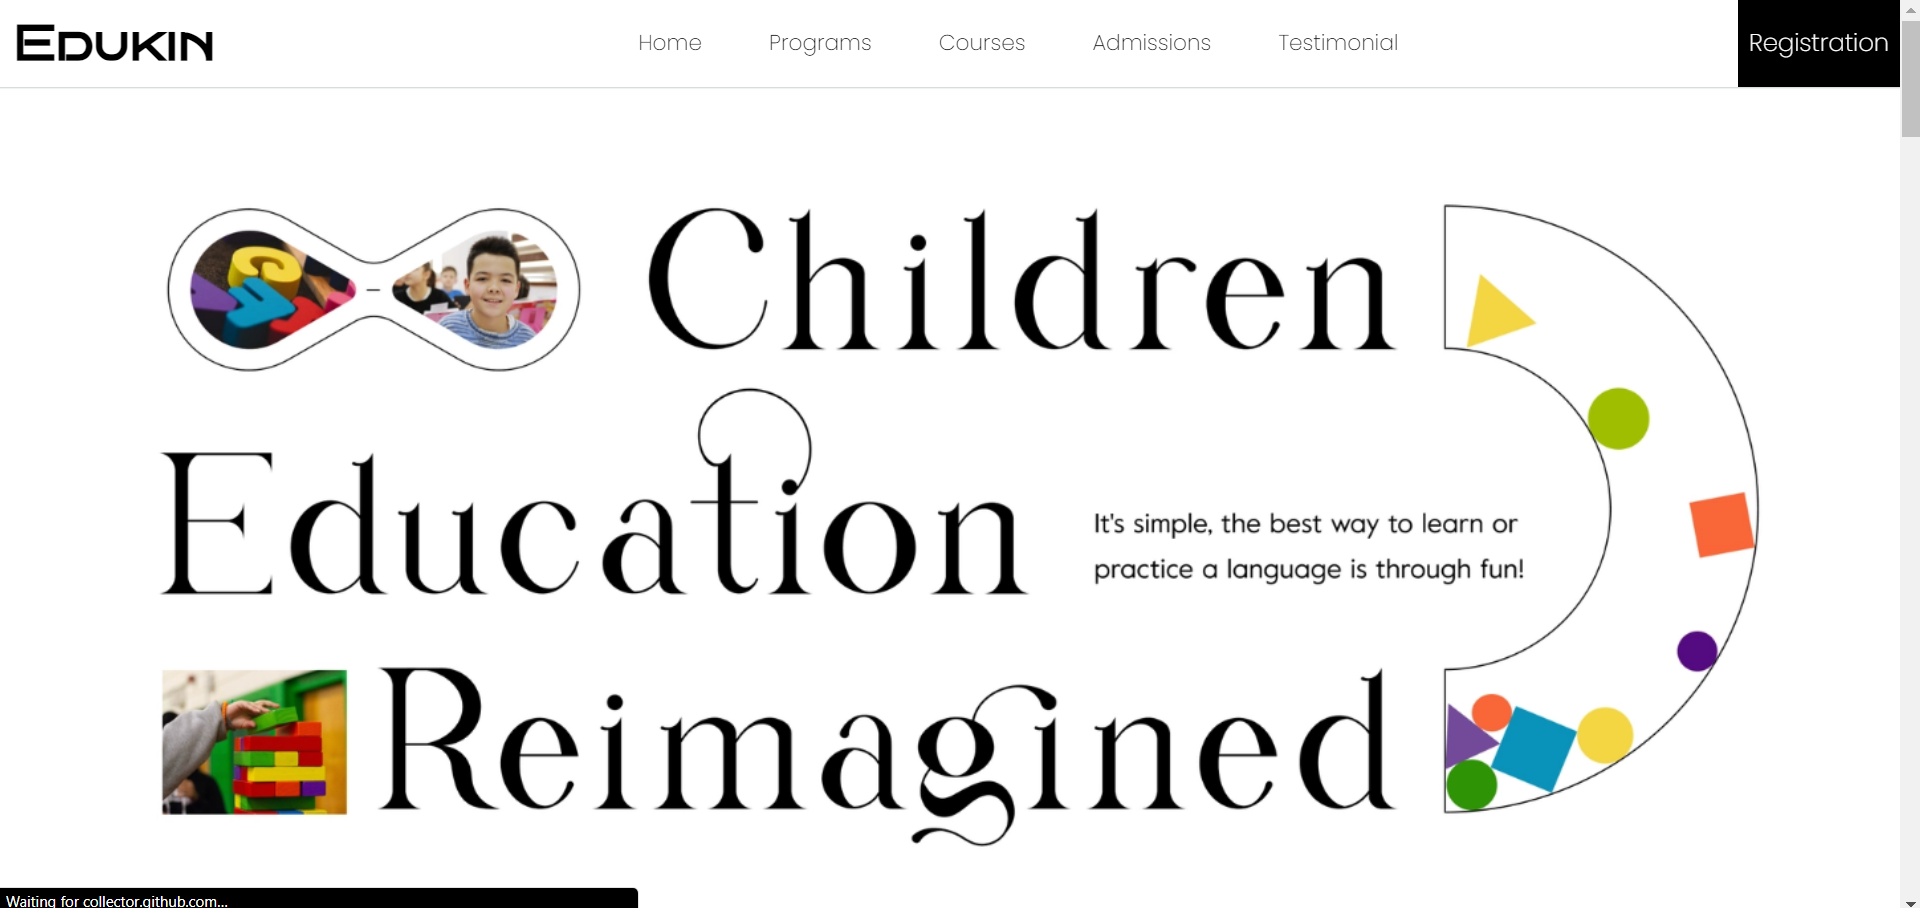 EDUKIN
Home Programs Courses Admissions Testimonial
Registration
Children
Education
It's simple, the best way to learn or
practice a language is through fun!
Reimagined
Waiting for collector.github.com...